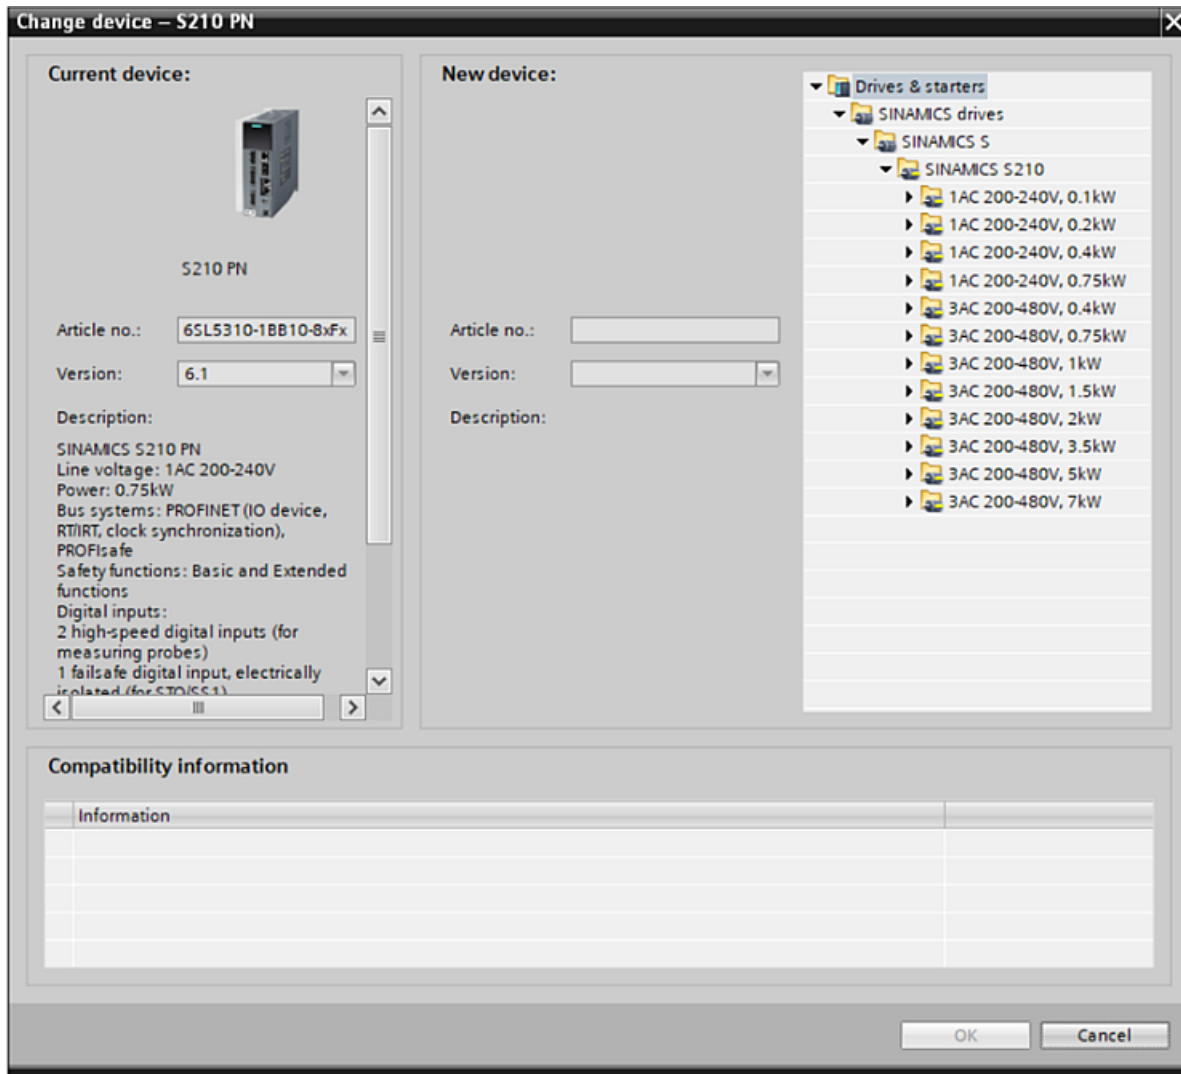 Change device – S210 PN
Current device:
S210 PN
Article no.:
6SL5310-1BB10-8xFx
Version:
6.1
Description:
SINAMICS S210 PN
Line voltage: 1AC 200-240V
Power: 0.75kW
Bus systems: PROFINET (IO device,
RT/IRT, clock synchronization),
PROFIsafe
Safety functions: Basic and Extended
functions
Digital inputs:
2 high-speed digital inputs (for
measuring probes)
1 failsafe digital input, electrically
isolated (for STO/SS1)
New device:
Article no.:
Version:
Description:
Drives & starters
SINAMICS drives
SINAMICS S
SINAMICS S210
1AC 200-240V, 0.1kW
1AC 200-240V, 0.2kW
1AC 200-240V, 0.4kW
1AC 200-240V, 0.75kW
3AC 200-480V, 0.4kW
3AC 200-480V, 0.75kW
3AC 200-480V, 1kW
3AC 200-480V, 1.5kW
3AC 200-480V, 2kW
3AC 200-480V, 3.5kW
3AC 200-480V, 5kW
3AC 200-480V, 7kW
Compatibility information
Information
OK
Cancel